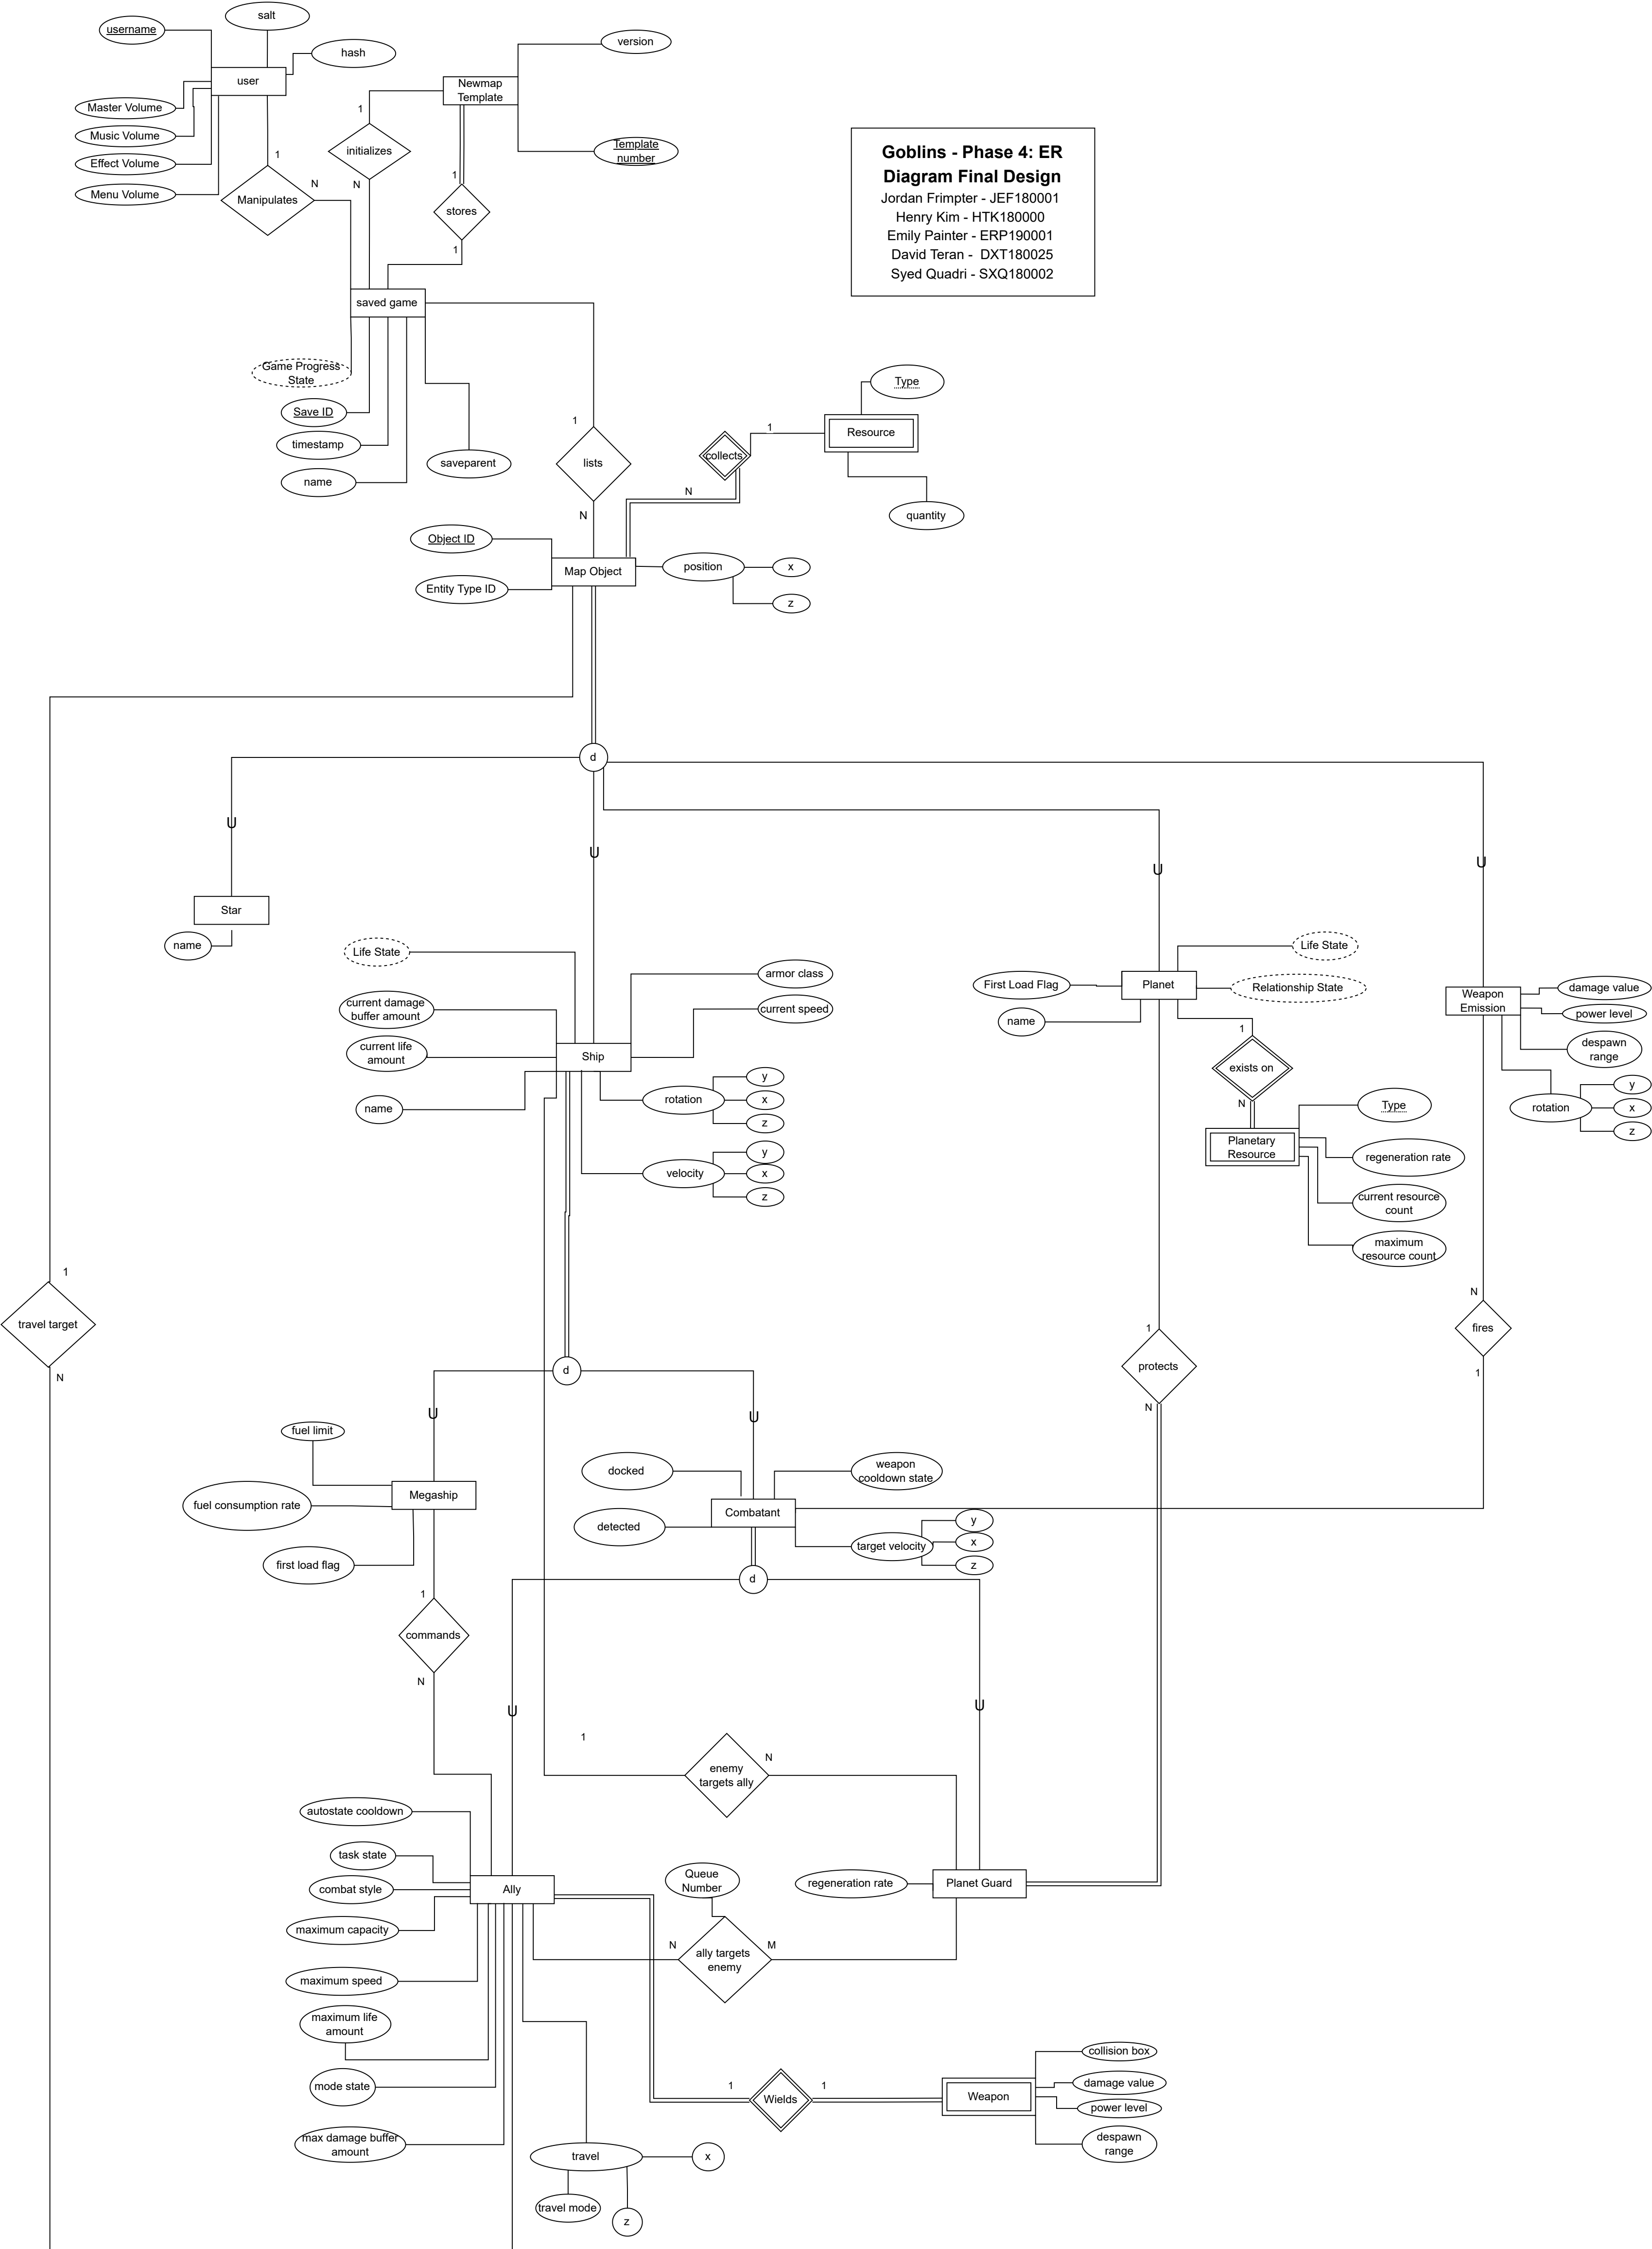 salt
username
version
hash
user
Newmap
Template
Master Volume
1
Music Volume
initializes
Template
number
Effect Volume
1
N
N
1
Menu Volume
Manipulates
stores
1
Goblins - Phase 4: ER
Diagram Final Design
Jordan Frimpter - JEF180001
Henry Kim - HTK180000
Emily Painter - ERP190001
David Teran -  DXT180025
Syed Quadri - SXQ180002
saved game
Game Progress
State
Save ID
timestamp
name
saveparent
1
lists
N
Type
1
Resource
collects
N
quantity
Object ID
Entity Type ID
Map Object
position
x
z
d
U
U
U
U
Star
name
Life State
current damage
buffer amount
current life
amount
name
armor class
current speed
Ship
rotation
y
x
z
velocity
y
x
z
Life State
First Load Flag
Planet
Relationship State
name
1
exists on
N
Type
Planetary
Resource
regeneration rate
current resource
count
maximum
resource count
Weapon
Emission
damage value
power level
despawn
range
rotation
y
x
z
1
travel target
N
N
fires
1
1
protects
N
d
U
U
fuel limit
fuel consumption rate
Megaship
first load flag
docked
weapon
cooldown state
Combatant
detected
target velocity
y
x
z
d
1
commands
N
U
U
1
enemy
targets ally
N
autostate cooldown
task state
combat style
maximum capacity
maximum speed
maximum life
amount
mode state
max damage buffer
amount
Ally
Queue
Number
regeneration rate
Planet Guard
N
ally targets
enemy
M
1
Wields
1
Weapon
collision box
damage value
power level
despawn
range
travel
x
travel mode
z